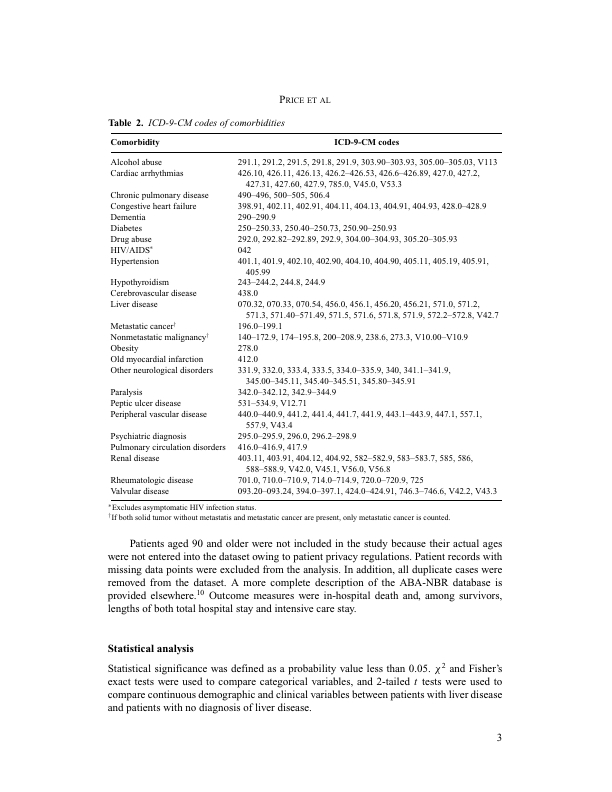 PRICE ET AL
Table 2. ICD-9-CM codes of comorbidities
Comorbidity ICD-9-CM codes
Alcohol abuse 291.1, 291.2, 291.5, 291.8, 291.9, 303.90–303.93, 305.00–305.03, V113
Cardiac arrhythmias 426.10, 426.11, 426.13, 426.2–426.53, 426.6–426.89, 427.0, 427.2,
427.31, 427.60, 427.9, 785.0, V45.0, V53.3
Chronic pulmonary disease 490–496, 500–505, 506.4
Congestive heart failure 398.91, 402.11, 402.91, 404.11, 404.13, 404.91, 404.93, 428.0–428.9
Dementia 290–290.9
Diabetes 250–250.33, 250.40–250.73, 250.90–250.93
Drug abuse 292.0, 292.82–292.89, 292.9, 304.00–304.93, 305.20–305.93
HIV/AIDS* 042
Hypertension 401.1, 401.9, 402.10, 402.90, 404.10, 404.90, 405.11, 405.19, 405.91,
405.99
Hypothyroidism 243–244.2, 244.8, 244.9
Cerebrovascular disease 438.0
Liver disease 070.32, 070.33, 070.54, 456.0, 456.1, 456.20, 456.21, 571.0, 571.2,
571.3, 571.40–571.49, 571.5, 571.6, 571.8, 571.9, 572.2–572.8, V42.7
Metastatic cancer† 196.0–199.1
Nonmetastatic malignancy† 140–172.9, 174–195.8, 200–208.9, 238.6, 273.3, V10.00–V10.9
Obesity 278.0
Old myocardial infarction 412.0
Other neurological disorders 331.9, 332.0, 333.4, 333.5, 334.0–335.9, 340, 341.1–341.9,
345.00–345.11, 345.40–345.51, 345.80–345.91
Paralysis 342.0–342.12, 342.9–344.9
Peptic ulcer disease 531–534.9, V12.71
Peripheral vascular disease 440.0–440.9, 441.2, 441.4, 441.7, 441.9, 443.1–443.9, 447.1, 557.1,
557.9, V43.4
Psychiatric diagnosis 295.0–295.9, 296.0, 296.2–298.9
Pulmonary circulation disorders 416.0–416.9, 417.9
Renal disease 403.11, 403.91, 404.12, 404.92, 582–582.9, 583–583.7, 585, 586,
588–588.9, V42.0, V45.1, V56.0, V56.8
Rheumatologic disease 701.0, 710.0–710.9, 714.0–714.9, 720.0–720.9, 725
Valvular disease 093.20–093.24, 394.0–397.1, 424.0–424.91, 746.3–746.6, V42.2, V43.3
*Excludes asymptomatic HIV infection status.
†If both solid tumor without metastatis and metastatic cancer are present, only metastatic cancer is counted.
Patients aged 90 and older were not included in the study because their actual ages
were not entered into the dataset owing to patient privacy regulations. Patient records with
missing data points were excluded from the analysis. In addition, all duplicate cases were
removed from the dataset. A more complete description of the ABA-NBR database is
provided elsewhere.10 Outcome measures were in-hospital death and, among survivors,
lengths of both total hospital stay and intensive care stay.
Statistical analysis
Statistical significance was defined as a probability value less than 0.05. χ2 and Fisher's
exact tests were used to compare categorical variables, and 2-tailed t tests were used to
compare continuous demographic and clinical variables between patients with liver disease
and patients with no diagnosis of liver disease.
3